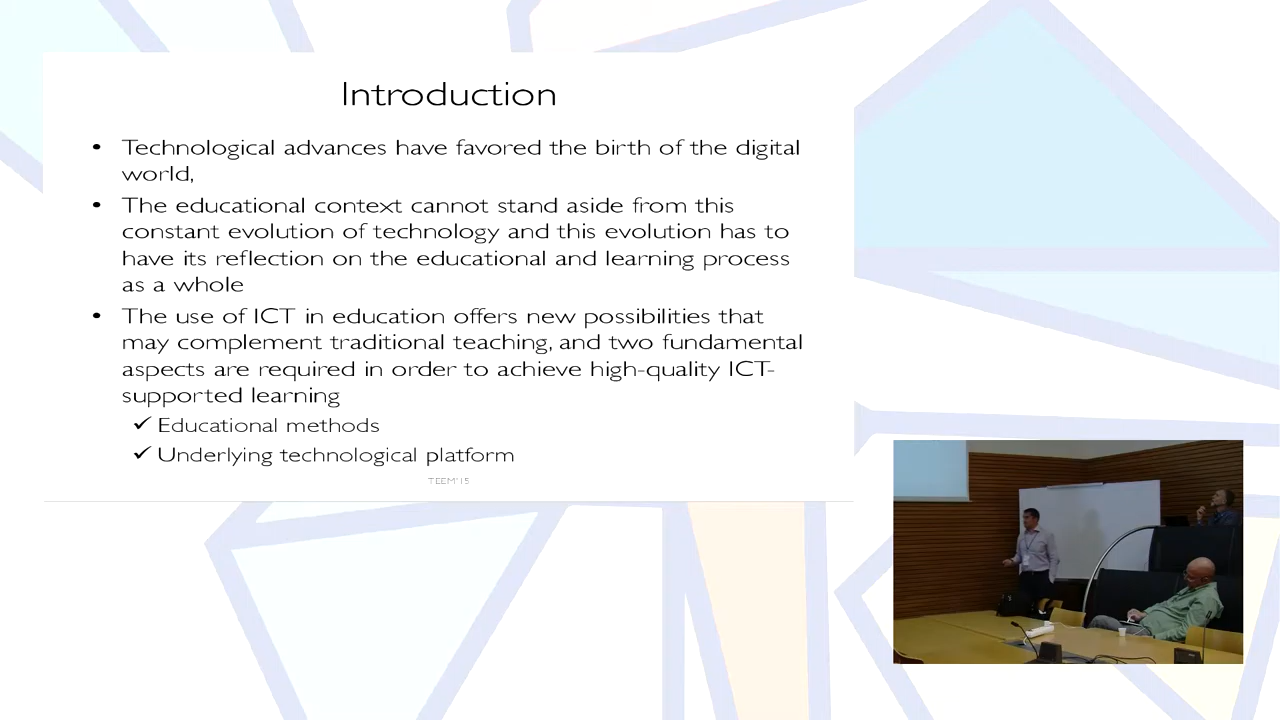 Introduction
• Technological advances have favored the birth of the digital
world,
• The educational context cannot stand aside from this
constant evolution of technology and this evolution has to
have its reflection on the educational and learning process
as a whole
• The use of ICT in education offers new possibilities that
may complement traditional teaching, and two fundamental
aspects are required in order to achieve high-quality ICT-
supported learning
✓ Educational methods
✓ Underlying technological platform
TEEM'15